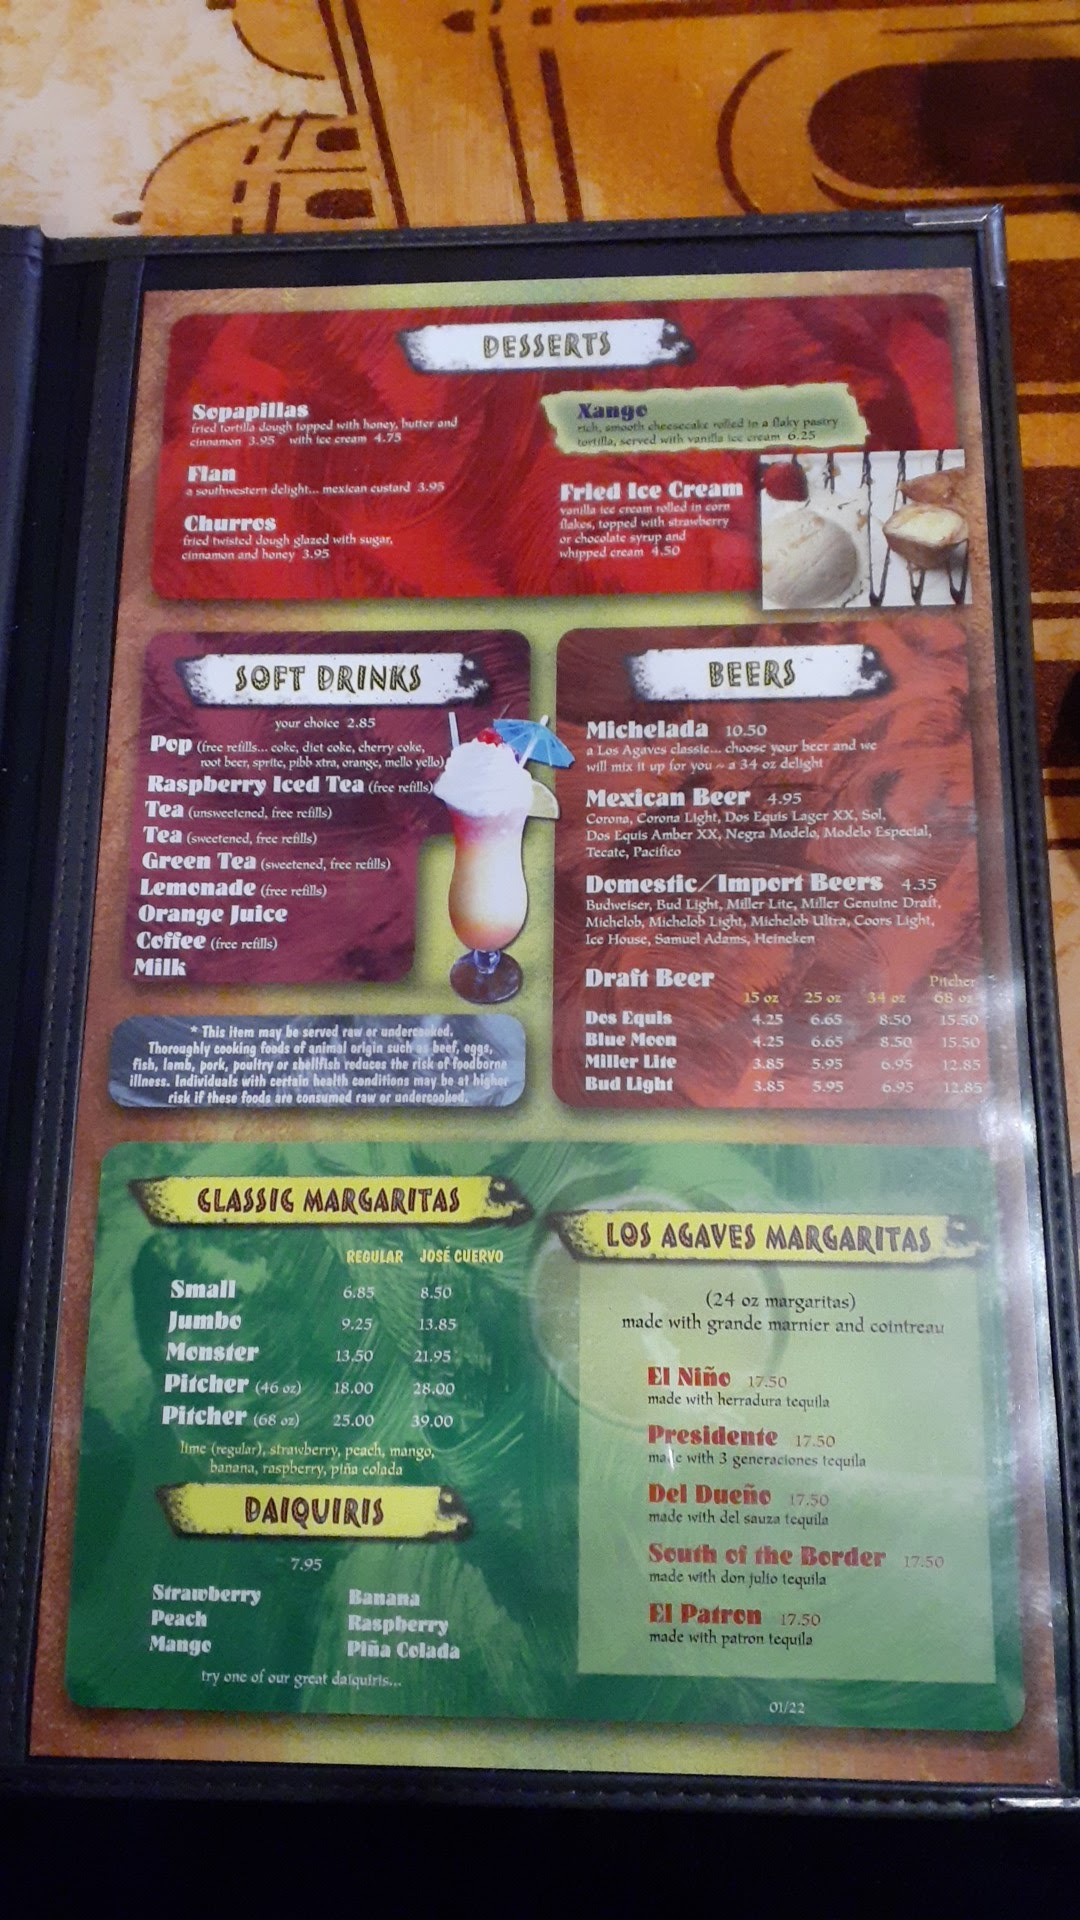 DESSERTS
Sopapillas
fried tortilla dough topped with honey, butter and
cinnamon 3.95 with ice cream 4.75
Flan
a southwestern delight... mexican custard 3.95
Churros
fried twisted dough glazed with sugar,
cinnamon and honey 3.95
Xango
rich, smooth cheesecake rolled in a flaky pastry
tortilla, served with vanilla ice cream 6.25
Fried Ice Cream
vanilla ice cream rolled in corn
flakes, topped with strawberry
or chocolate syrup and
whipped cream 4.50
SOFT DRINKS
your choice 2.85
Pop (free refills... coke, diet coke, cherry coke,
root beer, sprite, pibb xtra, orange, mello yello)
Raspberry Iced Tea (free refills)
Tea (unsweetened, free refills)
Tea (sweetened, free refills)
Green Tea (sweetened, free refills)
Lemonade (free refills)
Orange Juice
Coffee (free refills)
Milk
* This item may be served raw or undercooked.
Thoroughly cooking foods of animal origin such as beef, eggs,
fish, lamb, pork, poultry or shellfish reduces the risk of foodborne
illness. Individuals with certain health conditions may be at higher
risk if these foods are consumed raw or undercooked.
BEERS
Michelada 10.50
a Los Agaves classic... choose your beer and we
will mix it up for you ~ a 34 oz delight
Mexican Beer 4.95
Corona, Corona Light, Dos Equis Lager XX, Sol,
Dos Equis Amber XX, Negra Modelo, Modelo Especial,
Tecate, Pacifico
Domestic/Import Beers 4.35
Budweiser, Bud Light, Miller Lite, Miller Genuine Draft,
Michelob, Michelob Light, Michelob Ultra, Coors Light,
Ice House, Samuel Adams, Heineken
Draft Beer Pitcher
15 oz 25 oz 34 oz 68 oz
Dos Equis 4.25 6.65 8.50 15.50
Blue Moon 4.25 6.65 8.50 15.50
Miller Lite 3.85 5.95 6.95 12.85
Bud Light 3.85 5.95 6.95 12.85
CLASSIC MARGARITAS
REGULAR JOSÉ CUERVO
Small 6.85 8.50
Jumbo 9.25 13.85
Monster 13.50 21.95
Pitcher (46 oz) 18.00 28.00
Pitcher (68 oz) 25.00 39.00
lime (regular), strawberry, peach, mango,
banana, raspberry, piña colada
DAIQUIRIS
7.95
Strawberry Banana
Peach Raspberry
Mango Piña Colada
try one of our great daiquiris...
LOS AGAVES MARGARITAS
(24 oz margaritas)
made with grande marnier and cointreau
El Niño 17.50
made with herradura tequila
Presidente 17.50
made with 3 generaciones tequila
Del Dueño 17.50
made with del sauza tequila
South of the Border 17.50
made with don julio tequila
El Patron 17.50
made with patron tequila
01/22